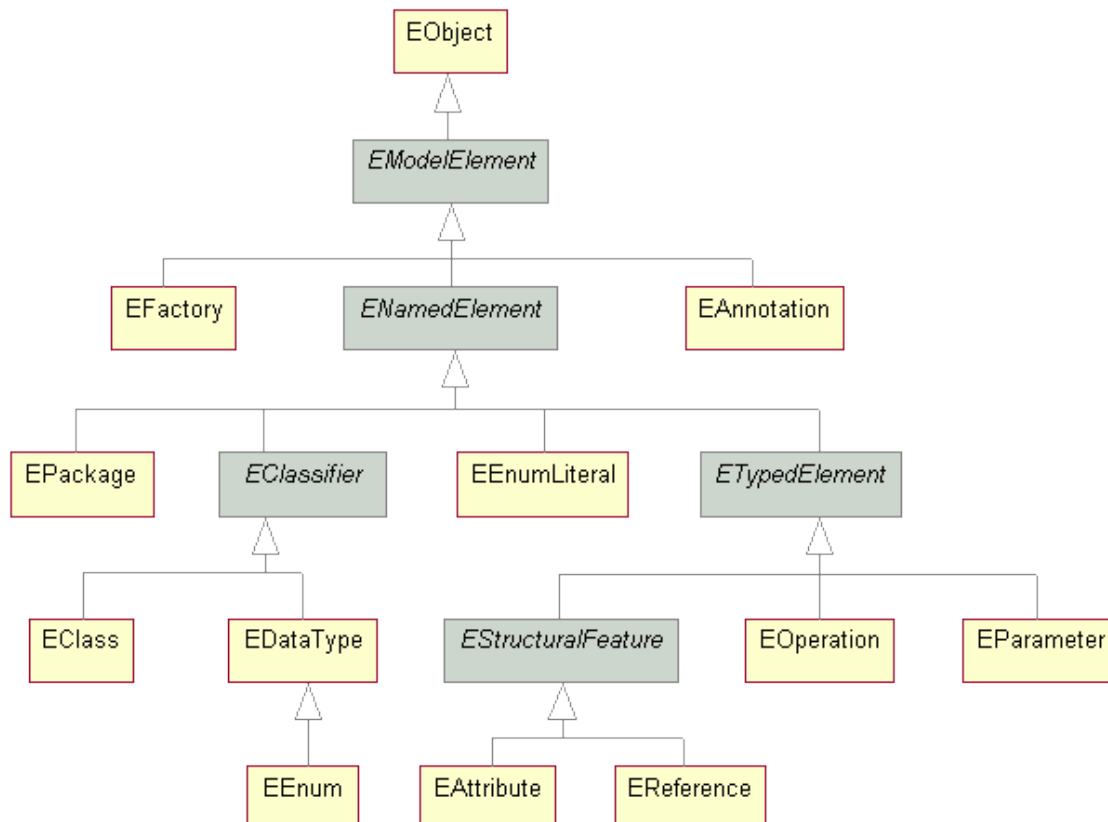 EObject
EModelElement
EFactory
ENamedElement
EAnnotation
EPackage
EClassifier
EEnumLiteral
ETypedElement
EClass
EDataType
EStructuralFeature
EOperation
EParameter
EEnum
EAttribute
EReference